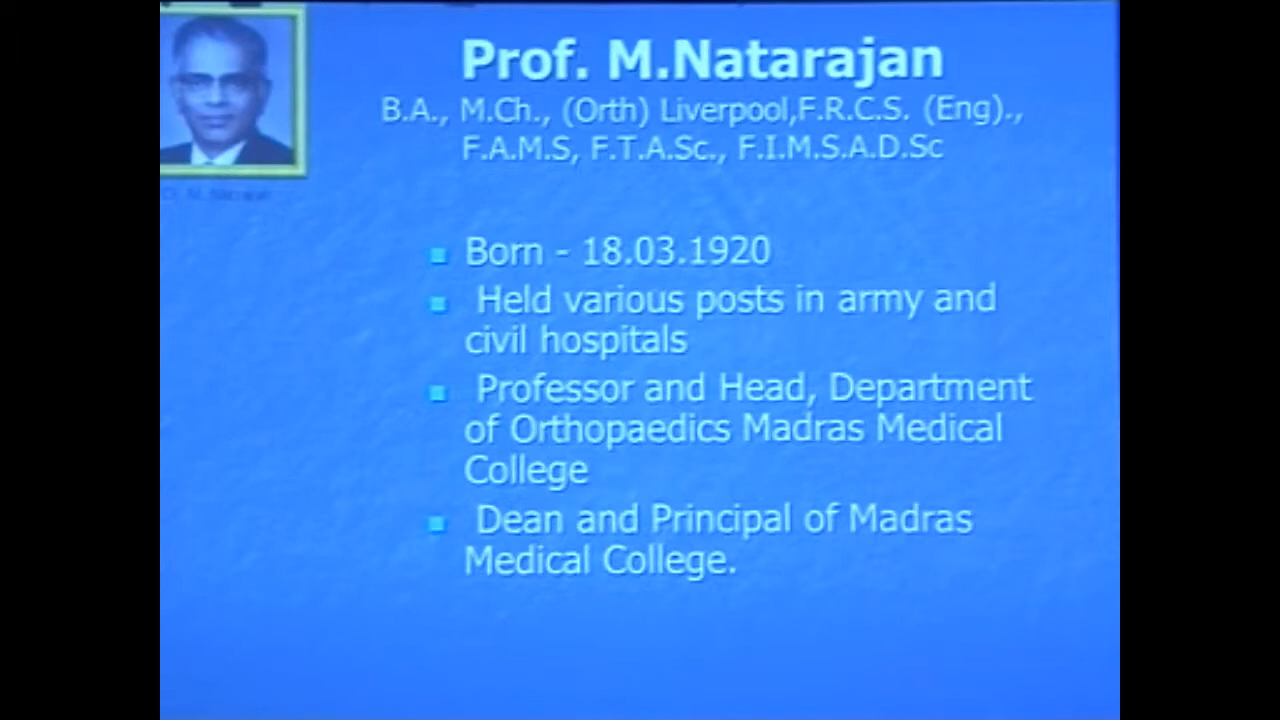 Prof. M.Natarajan
B.A., M.Ch., (Orth) Liverpool,F.R.C.S. (Eng).,
F.A.M.S, F.T.A.Sc., F.I.M.S.A.D.Sc
Born - 18.03.1920
Held various posts in army and
civil hospitals
Professor and Head, Department
of Orthopaedics Madras Medical
College
Dean and Principal of Madras
Medical College.